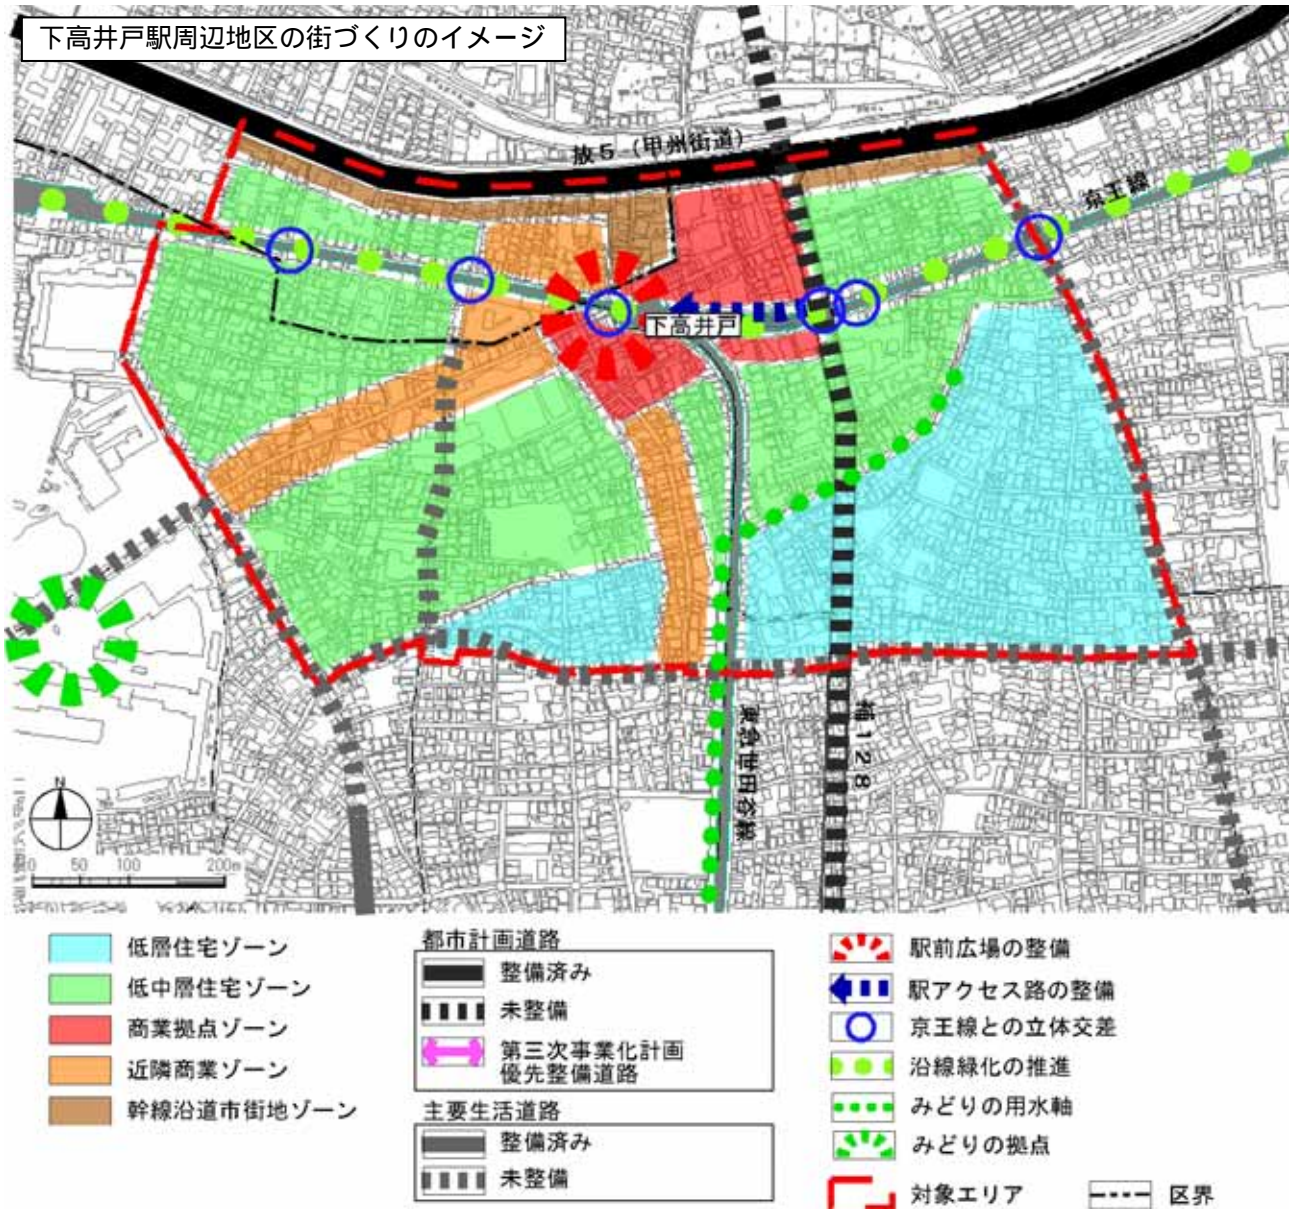 下高井戸駅周辺地区の街づくりのイメージ
放5（甲州街道）
京王線
下高井戸
東急世田谷線
補128
N
0 50 100 200m
低層住宅ゾーン
低中層住宅ゾーン
商業拠点ゾーン
近隣商業ゾーン
幹線沿道市街地ゾーン
都市計画道路
整備済み
未整備
第三次事業化計画
優先整備道路
主要生活道路
整備済み
未整備
駅前広場の整備
駅アクセス路の整備
京王線との立体交差
沿線緑化の推進
みどりの用水軸
みどりの拠点
対象エリア
区界